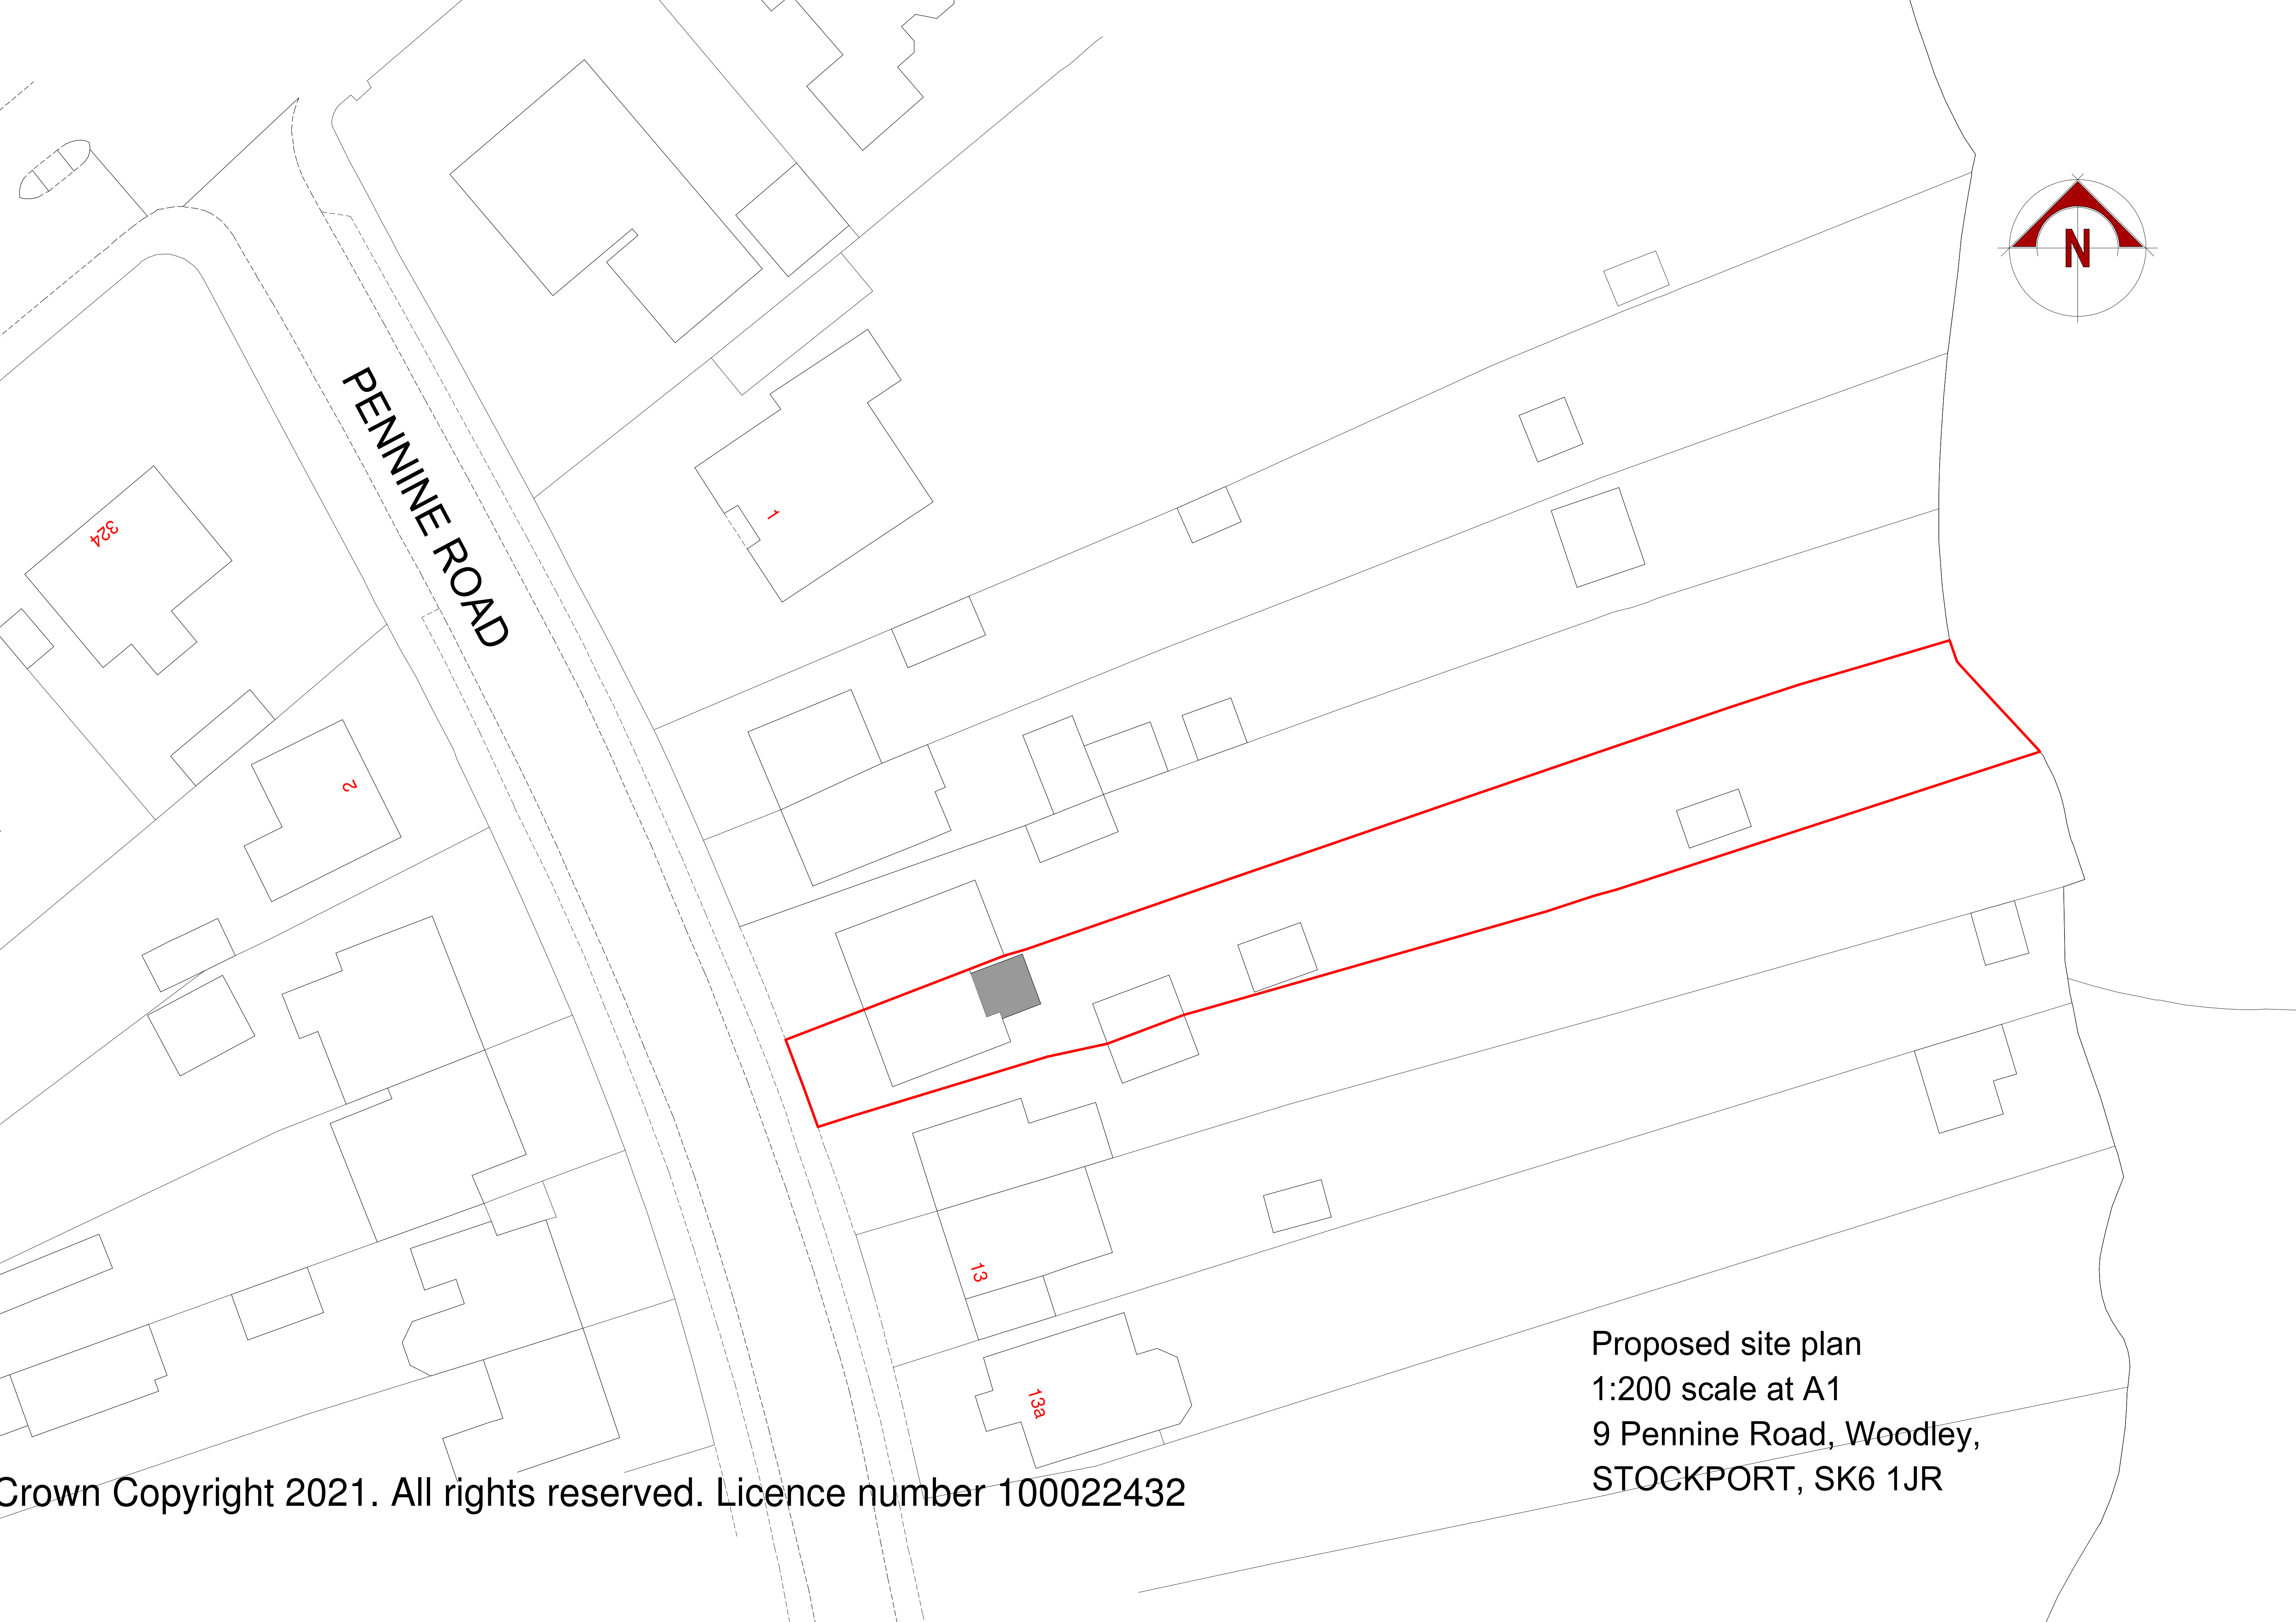 PENNINE ROAD
N
324
1
2
13
13a
Proposed site plan
1:200 scale at A1
9 Pennine Road, Woodley,
STOCKPORT, SK6 1JR
Crown Copyright 2021. All rights reserved. Licence number 100022432